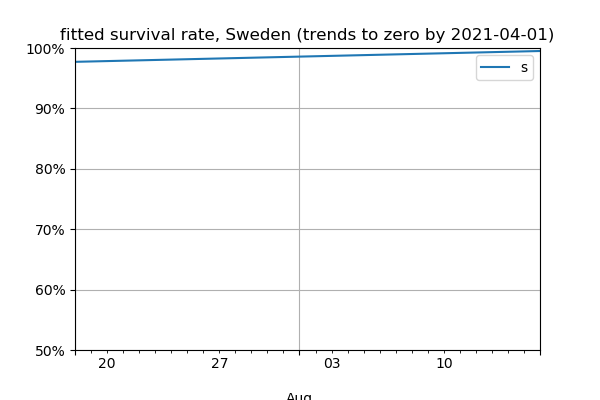 fitted survival rate, Sweden (trends to zero by 2021-04-01)
100%
s
90%
80%
70%
60%
50%
20 27 03 10
Aug